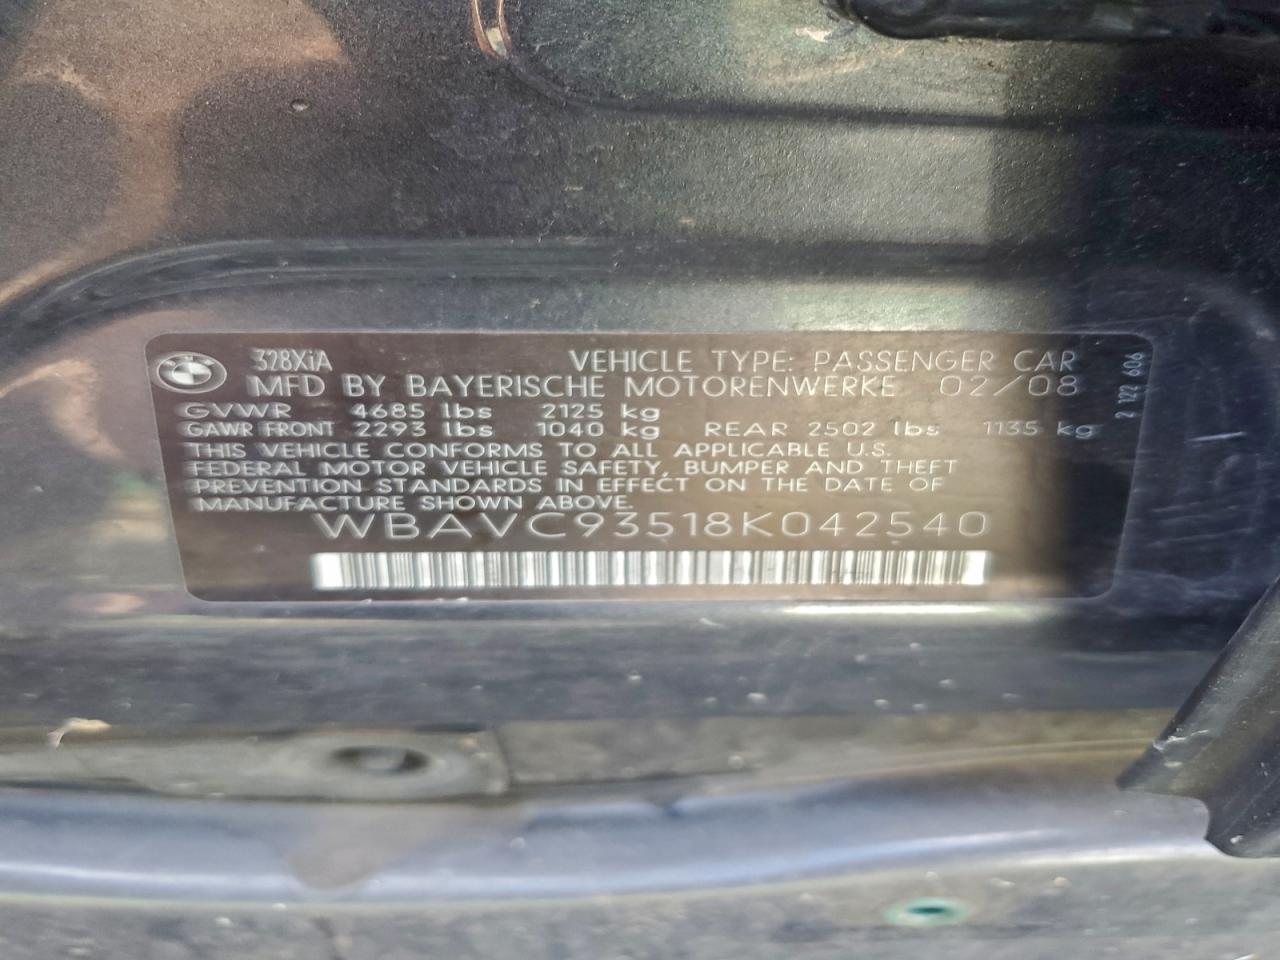 328XiA VEHICLE TYPE: PASSENGER CAR
MFD BY BAYERISCHE MOTORENWERKE 02/08
GVWR 4685 lbs 2125 kg
GAWR FRONT 2293 lbs 1040 kg REAR 2502 lbs 1135 kg
THIS VEHICLE CONFORMS TO ALL APPLICABLE U.S.
FEDERAL MOTOR VEHICLE SAFETY, BUMPER AND THEFT
PREVENTION STANDARDS IN EFFECT ON THE DATE OF
MANUFACTURE SHOWN ABOVE.
WBAVC93518K042540
2 122 606